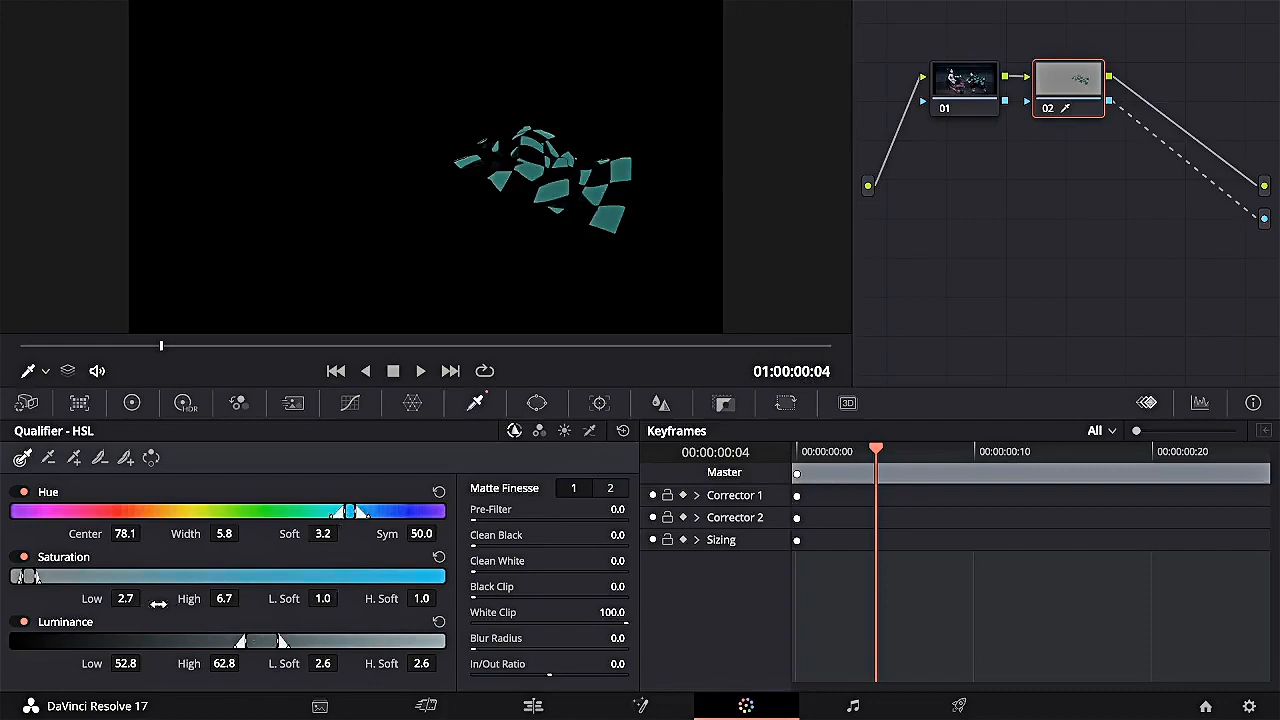 01
02
01:00:00:04
HDR
3D
Qualifier - HSL
Keyframes
All
Hue
Center 78.1 Width 5.8 Soft 3.2 Sym 50.0
Saturation
Low 2.7 High 6.7 L. Soft 1.0 H. Soft 1.0
Luminance
Low 52.8 High 62.8 L. Soft 2.6 H. Soft 2.6
Matte Finesse 1 2
Pre-Filter 0.0
Clean Black 0.0
Clean White 0.0
Black Clip 0.0
White Clip 100.0
Blur Radius 0.0
In/Out Ratio 0.0
00:00:00:04 00:00:00:00 00:00:00:10 00:00:00:20
Master
Corrector 1
Corrector 2
Sizing
DaVinci Resolve 17